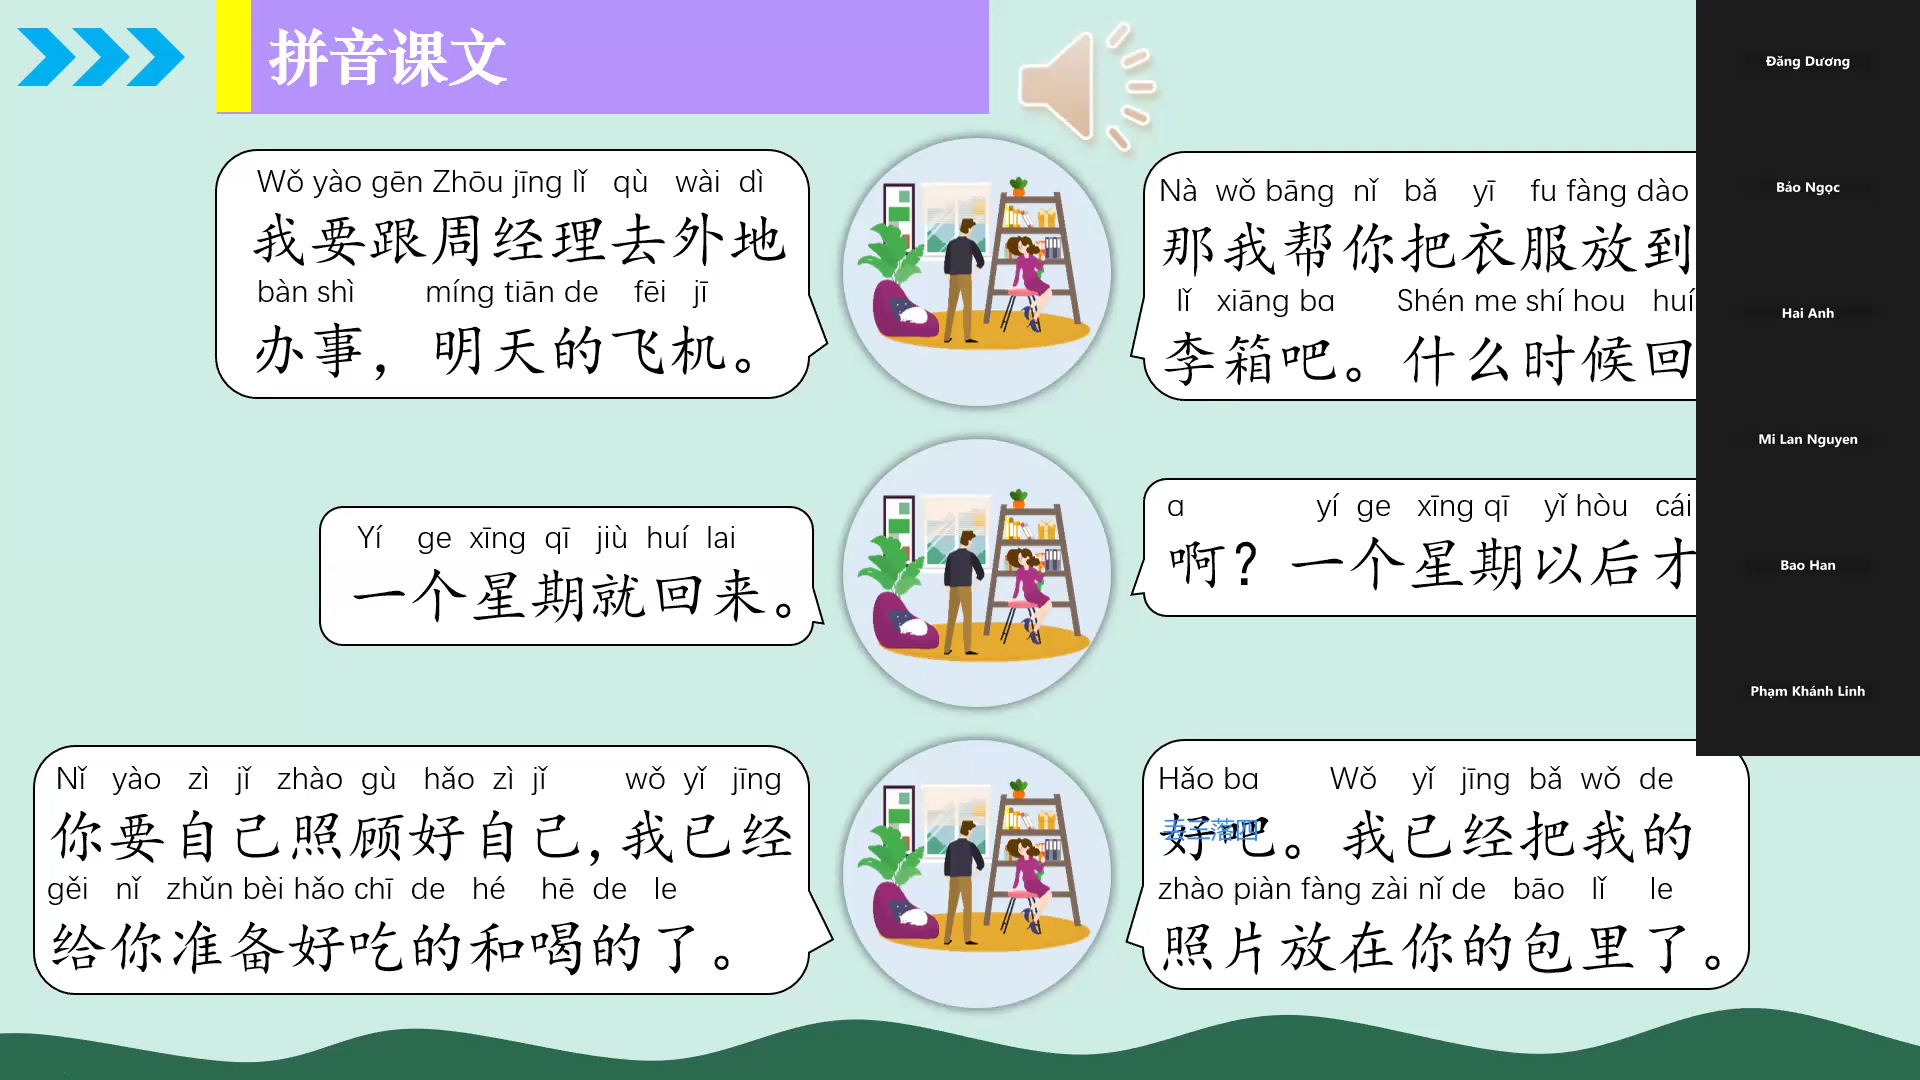 拼音课文
Wǒ yào gēn Zhōu jīng lǐ qù wài dì
我要跟周经理去外地
bàn shì míng tiān de fēi jī
办事，明天的飞机。
Nà wǒ bāng nǐ bǎ yī fu fàng dào
那我帮你把衣服放到
lǐ xiāng ba Shén me shí hou huí
李箱吧。什么时候回
Yí ge xīng qī jiù huí lai
一个星期就回来。
a yí ge xīng qī yǐ hòu cái
啊？一个星期以后才
Nǐ yào zì jǐ zhào gù hǎo zì jǐ wǒ yǐ jīng
你要自己照顾好自己,我已经
gěi nǐ zhǔn bèi hǎo chī de hé hē de le
给你准备好吃的和喝的了。
Hǎo ba Wǒ yǐ jīng bǎ wǒ de
好吧。我已经把我的
zhào piàn fàng zài nǐ de bāo lǐ le
照片放在你的包里了。
Đăng Dương
Bảo Ngọc
Hai Anh
Mi Lan Nguyen
Bao Han
Phạm Khánh Linh